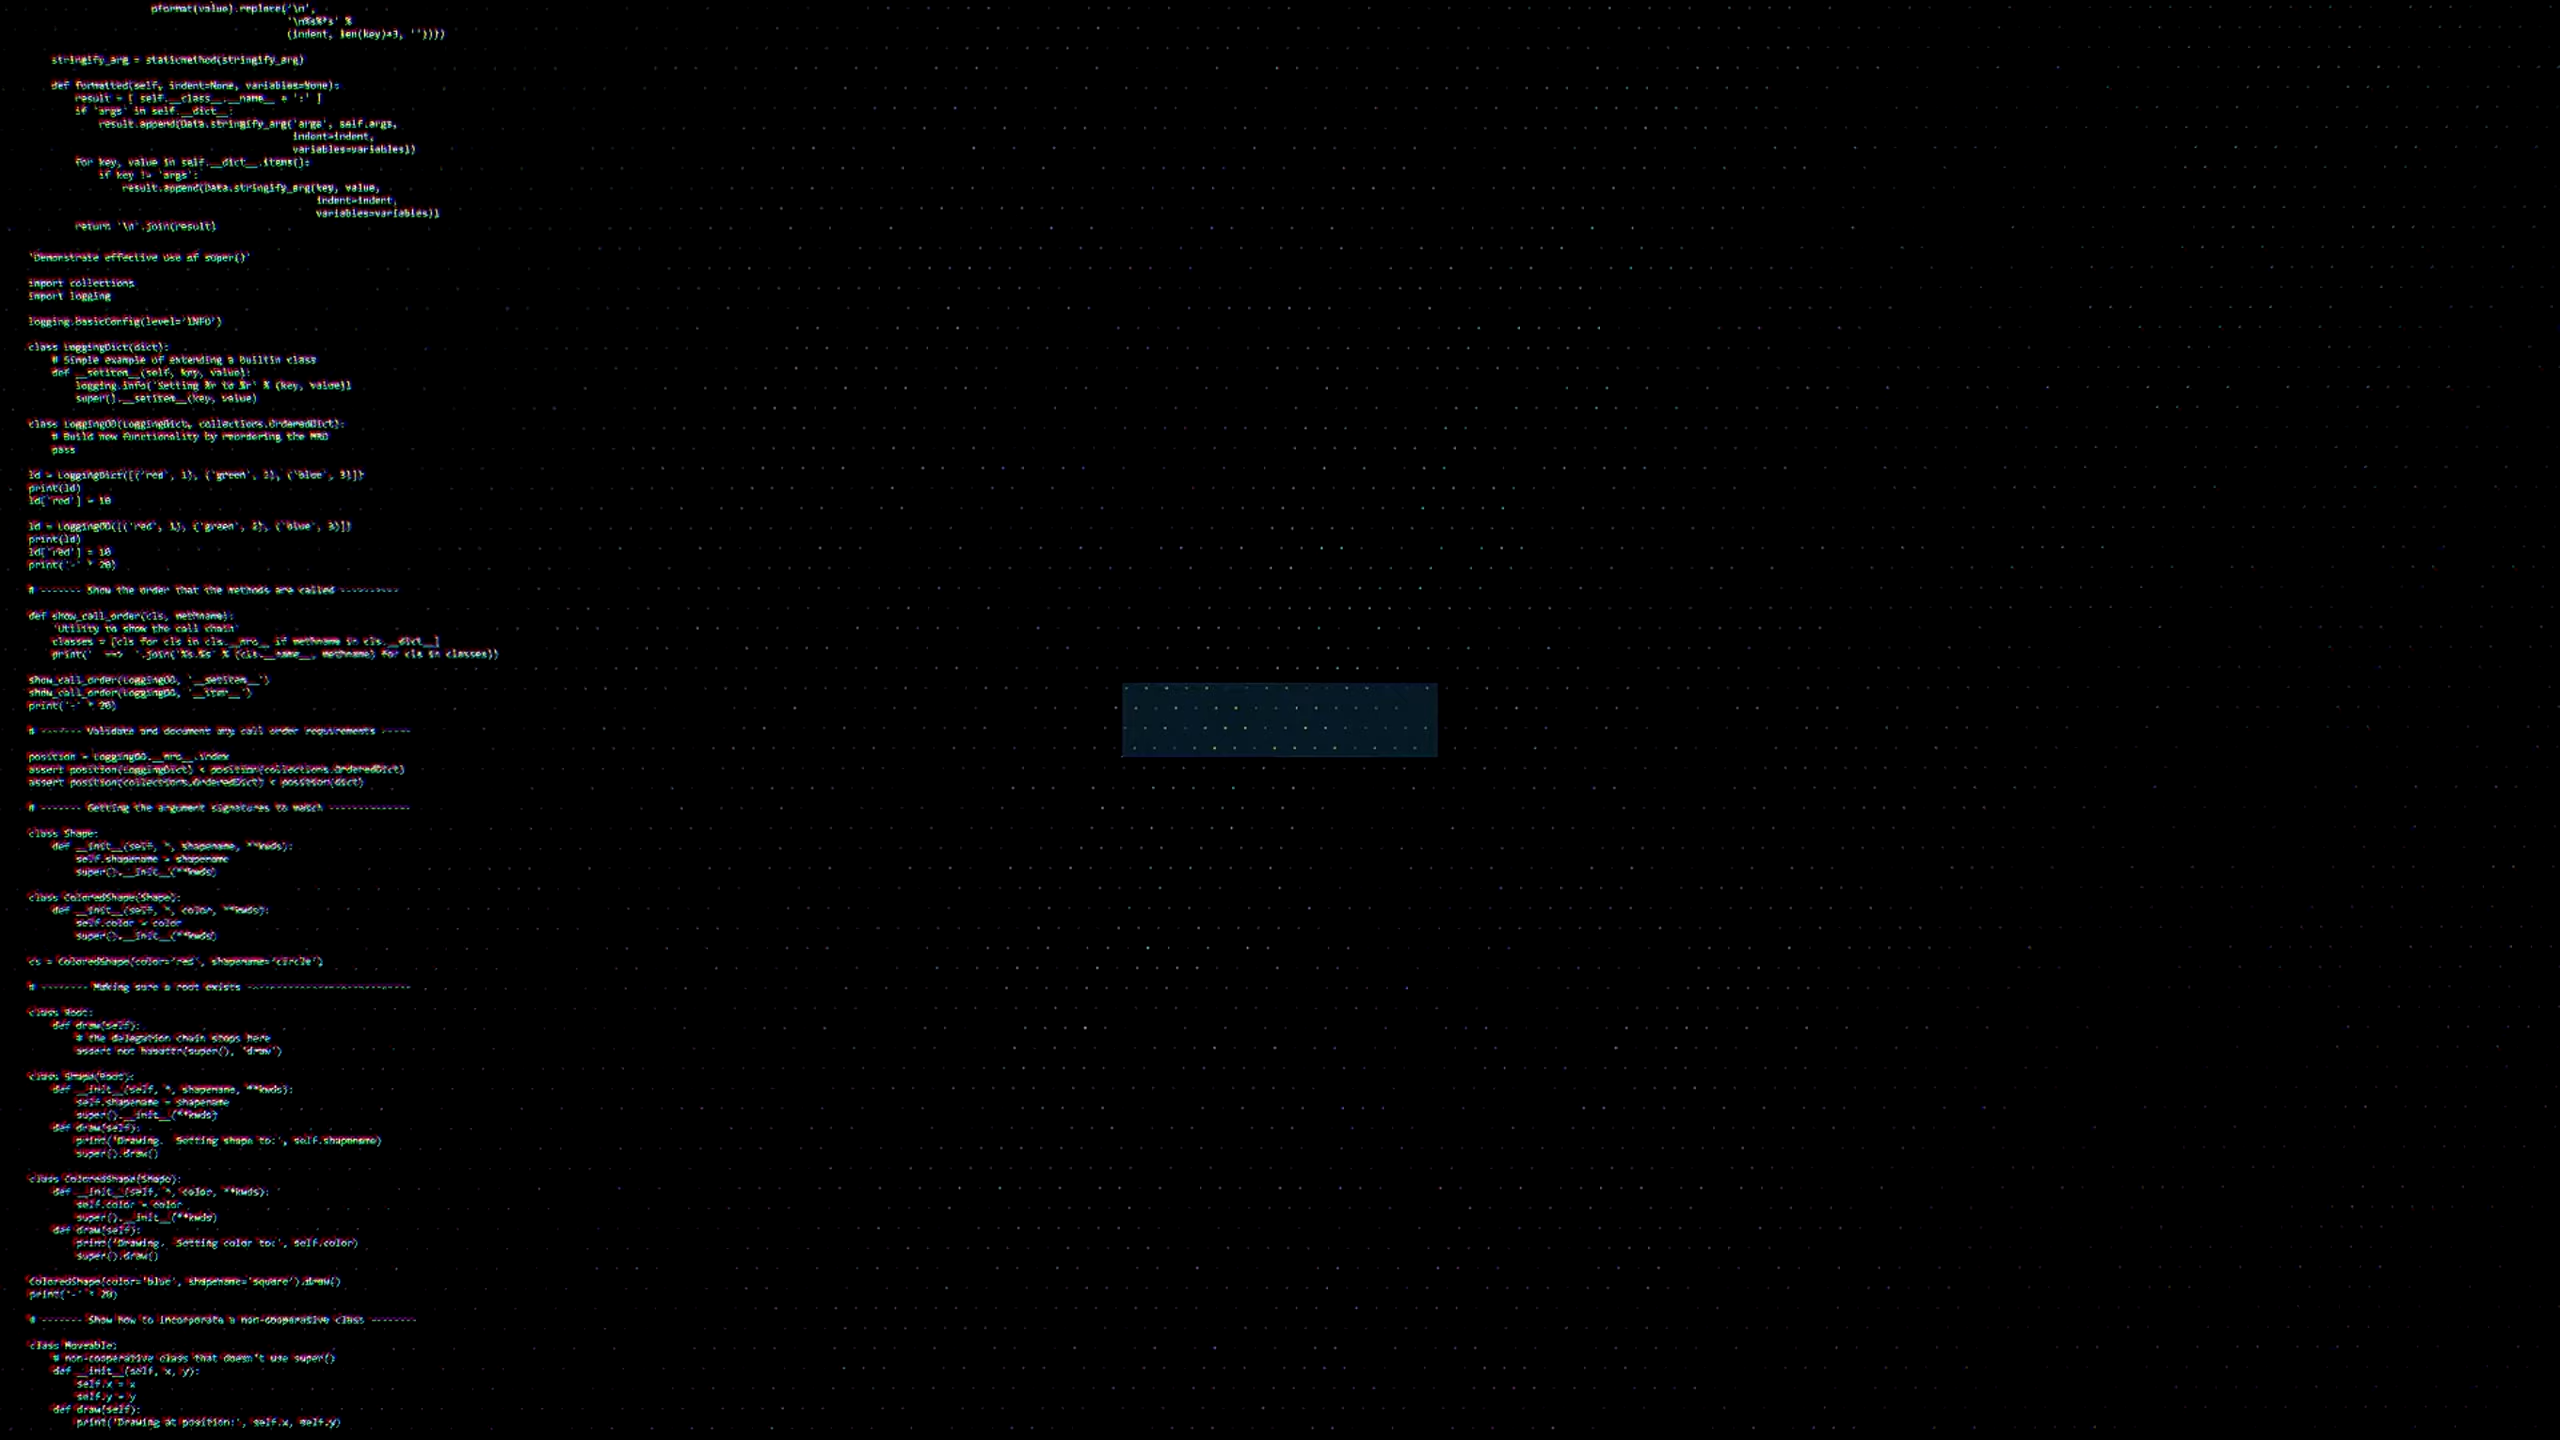 pformat(value).replace('\n',
'\n%s%*s' %
(indent, len(key)+3, ''))))
stringify_arg = staticmethod(stringify_arg)
def formatted(self, indent=None, variables=None):
result = [ self.__class__.__name__ + ':' ]
if 'args' in self.__dict__:
result.append(Data.stringify_arg('args', self.args,
indent=indent,
variables=variables))
for key, value in self.__dict__.items():
if key != 'args':
result.append(Data.stringify_arg(key, value,
indent=indent,
variables=variables))
return '\n'.join(result)
'Demonstrate effective use of super()'
import collections
import logging
logging.basicConfig(level='INFO')
class LoggingDict(dict):
# Simple example of extending a builtin class
def __setitem__(self, key, value):
logging.info('Setting %r to %r' % (key, value))
super().__setitem__(key, value)
class LoggingOD(LoggingDict, collections.OrderedDict):
# Build new functionality by reordering the MRO
pass
ld = LoggingDict([('red', 1), ('green', 2), ('blue', 3)])
print(ld)
ld['red'] = 10
ld = LoggingOD([('red', 1), ('green', 2), ('blue', 3)])
print(ld)
ld['red'] = 10
print('-' * 20)
# ------- Show the order that the methods are called ----------
def show_call_order(cls, methname):
'Utility to show the call chain'
classes = [cls for cls in cls.__mro__ if methname in cls.__dict__]
print('  ==>  '.join('%s.%s' % (cls.__name__, methname) for cls in classes))
show_call_order(LoggingOD, '__setitem__')
show_call_order(LoggingOD, '__iter__')
print('-' * 20)
# ------- Validate and document any call order requirements -----
position = LoggingOD.__mro__.index
assert position(LoggingDict) < position(collections.OrderedDict)
assert position(collections.OrderedDict) < position(dict)
# ------- Getting the argument signatures to match --------------
class Shape:
def __init__(self, *, shapename, **kwds):
self.shapename = shapename
super().__init__(**kwds)
class ColoredShape(Shape):
def __init__(self, *, color, **kwds):
self.color = color
super().__init__(**kwds)
cs = ColoredShape(color='red', shapename='circle')
# -------- Making sure a root exists ----------------------------
class Root:
def draw(self):
# the delegation chain stops here
assert not hasattr(super(), 'draw')
class Shape(Root):
def __init__(self, *, shapename, **kwds):
self.shapename = shapename
super().__init__(**kwds)
def draw(self):
print('Drawing.  Setting shape to:', self.shapename)
super().draw()
class ColoredShape(Shape):
def __init__(self, *, color, **kwds):
self.color = color
super().__init__(**kwds)
def draw(self):
print('Drawing.  Setting color to:', self.color)
super().draw()
ColoredShape(color='blue', shapename='square').draw()
print('-' * 20)
# ------- Show how to incorporate a non-cooperative class --------
class Moveable:
# non-cooperative class that doesn't use super()
def __init__(self, x, y):
self.x = x
self.y = y
def draw(self):
print('Drawing at position:', self.x, self.y)